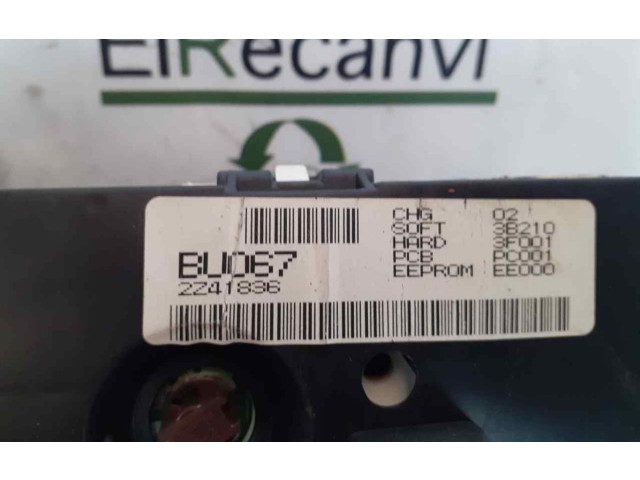 ElRecanvi
CHG 02
SOFT 3B210
HARD 3F001
PCB PC001
EEPROM EE000
BU067
2Z41836